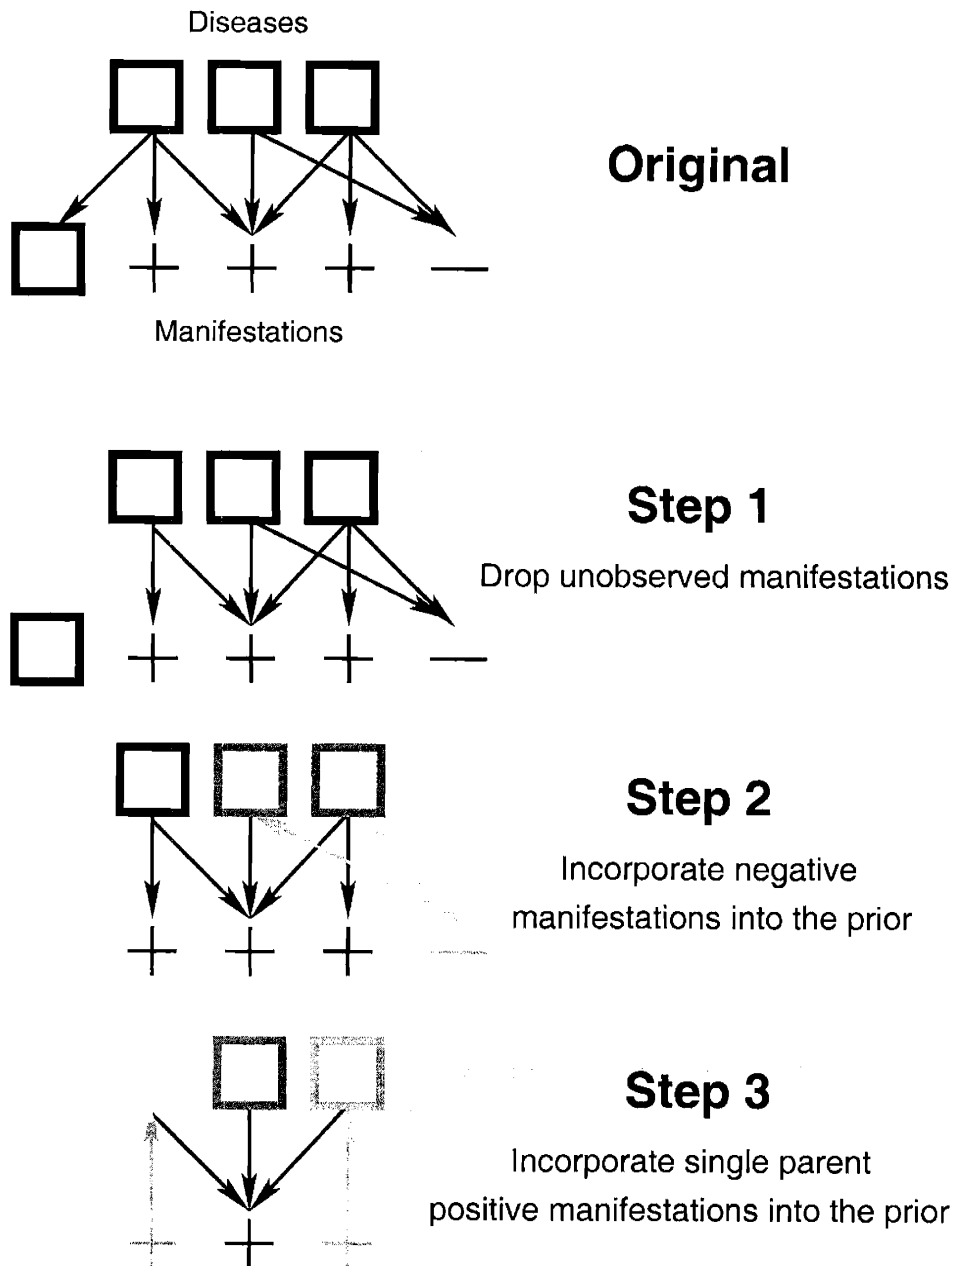 Diseases
Original
Manifestations
Step 1
Drop unobserved manifestations
Step 2
Incorporate negative
manifestations into the prior
Step 3
Incorporate single parent
positive manifestations into the prior